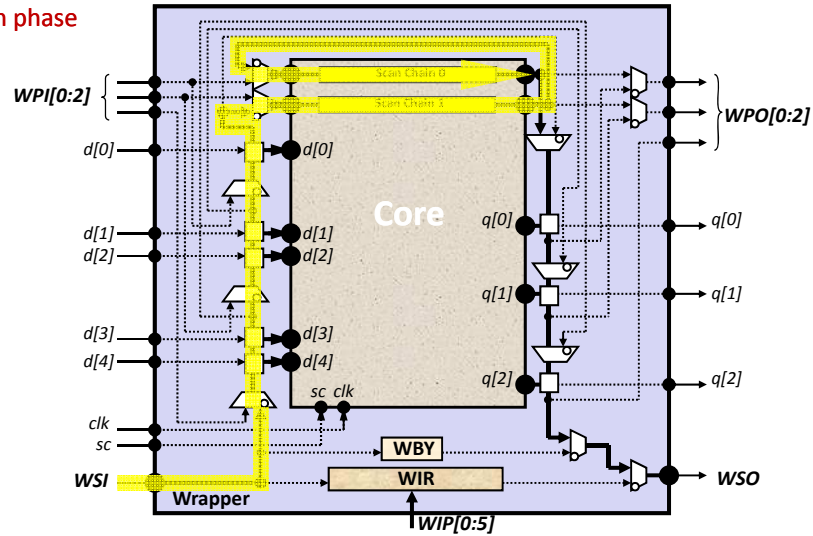 n phase
Scan Chain 0
WPI[0:2]
Scan Chain 1
WPO[0:2]
d[0]
d[0]
Core
d[1]
d[1]
q[0]
q[0]
d[2]
d[2]
q[1]
q[1]
d[3]
d[3]
d[4]
d[4]
q[2]
q[2]
sc clk
clk
sc
WBY
WSI
WIR
WSO
Wrapper
WIP[0:5]